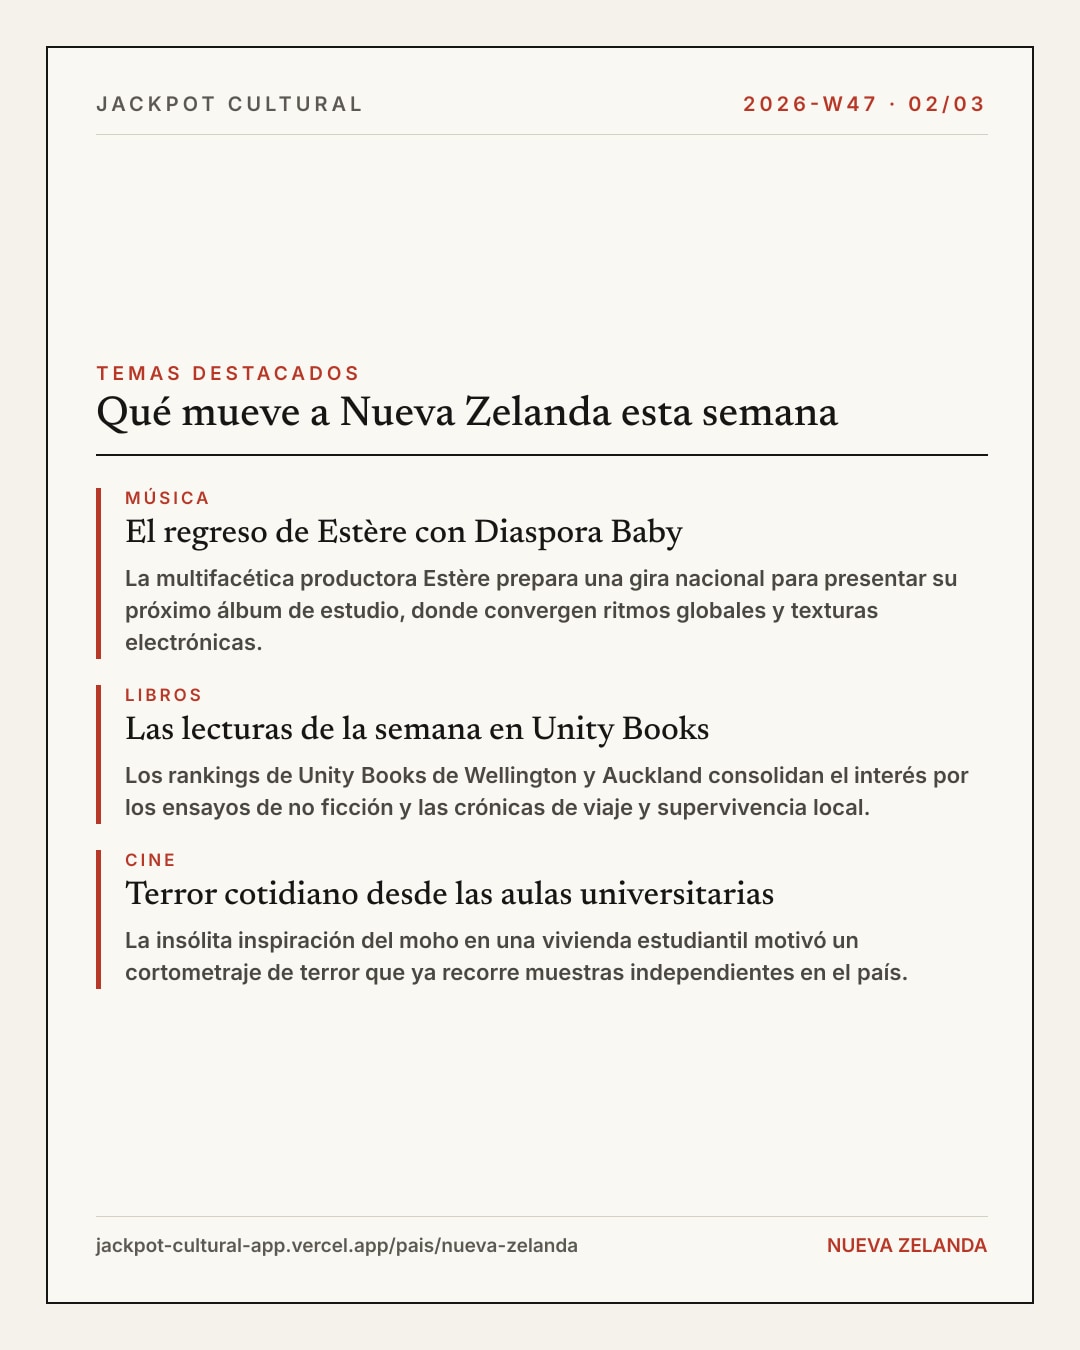 JACKPOT CULTURAL
2026-W47 · 02/03
TEMAS DESTACADOS
Qué mueve a Nueva Zelanda esta semana
MÚSICA
El regreso de Estère con Diaspora Baby
La multifacética productora Estère prepara una gira nacional para presentar su
próximo álbum de estudio, donde convergen ritmos globales y texturas
electrónicas.
LIBROS
Las lecturas de la semana en Unity Books
Los rankings de Unity Books de Wellington y Auckland consolidan el interés por
los ensayos de no ficción y las crónicas de viaje y supervivencia local.
CINE
Terror cotidiano desde las aulas universitarias
La insólita inspiración del moho en una vivienda estudiantil motivó un
cortometraje de terror que ya recorre muestras independientes en el país.
jackpot-cultural-app.vercel.app/pais/nueva-zelanda
NUEVA ZELANDA